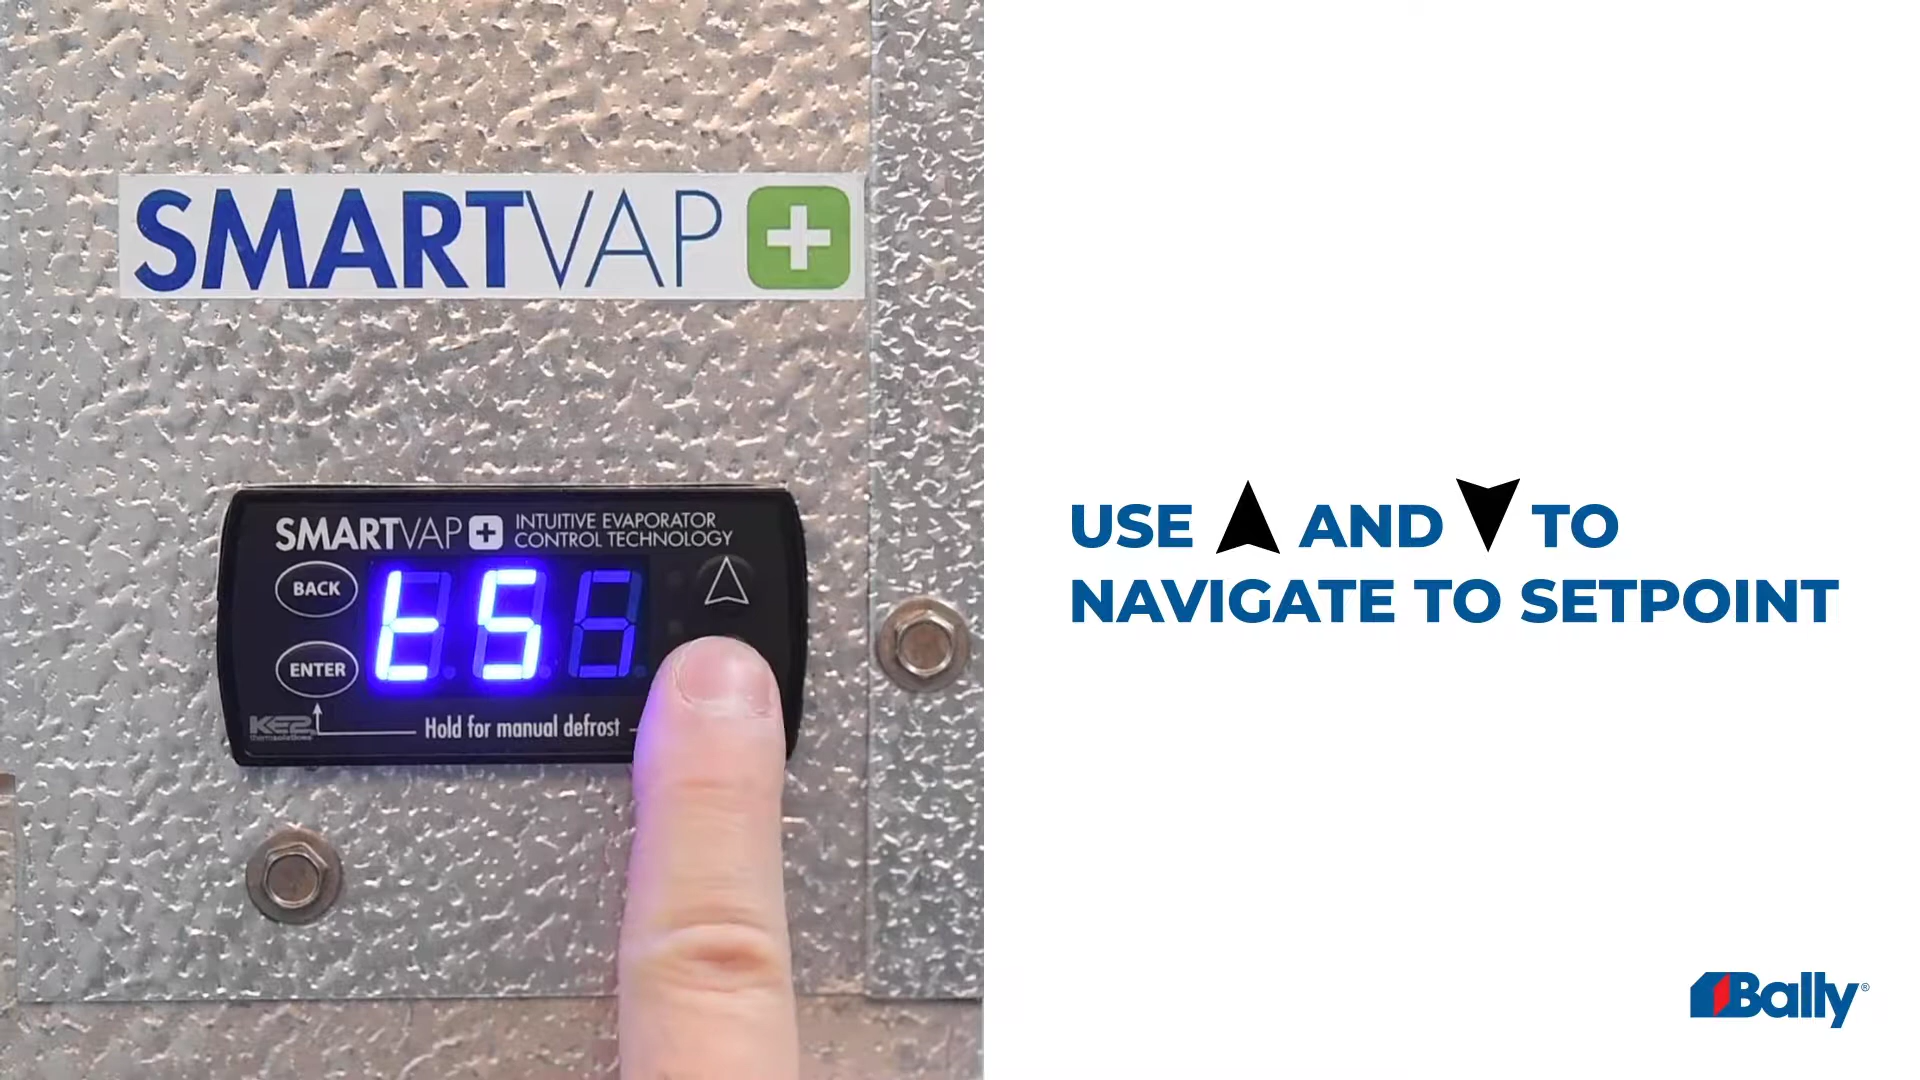 SMARTVAP+
SMARTVAP+ INTUITIVE EVAPORATOR
CONTROL TECHNOLOGY
BACK
tS
ENTER
KE2
Hold for manual defrost
USE AND TO
NAVIGATE TO SETPOINT
Bally®